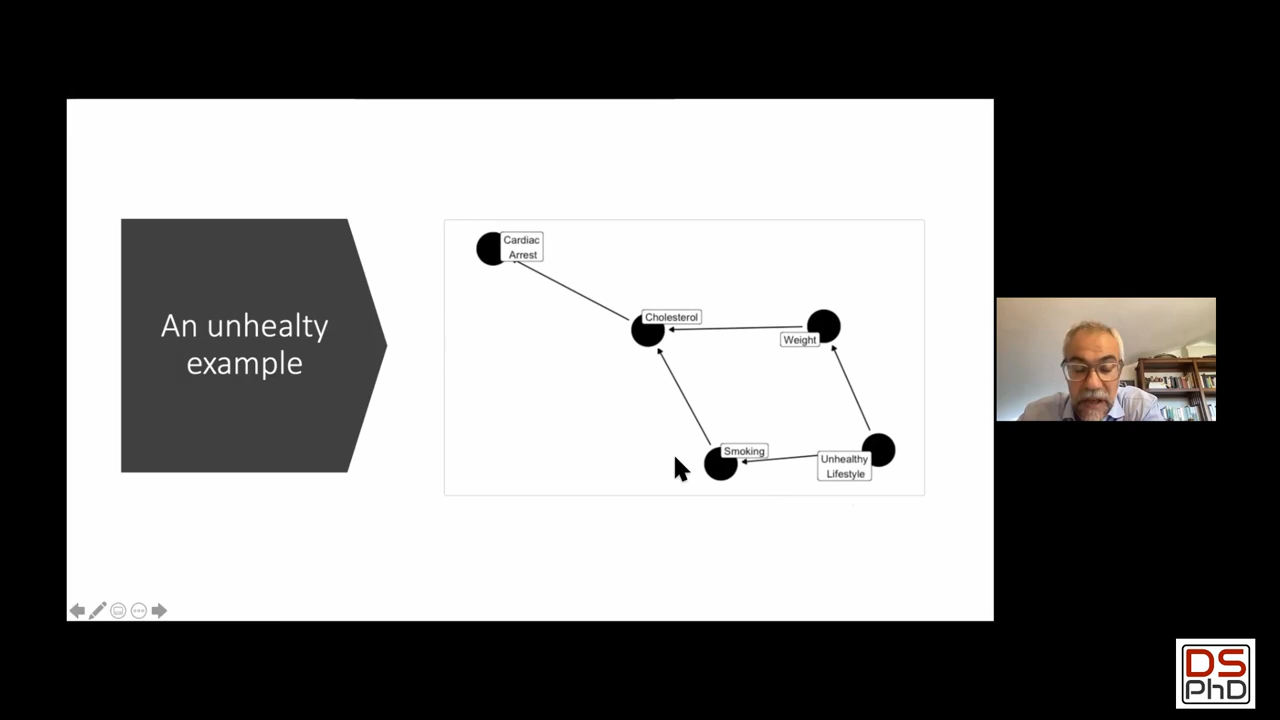 An unhealty
example
Cardiac
Arrest
Cholesterol
Weight
Smoking
Unhealthy
Lifestyle
DS
PhD